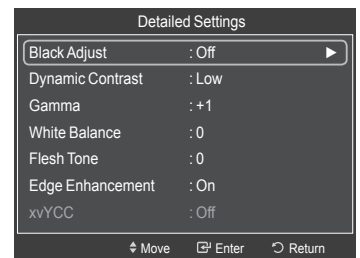 Detailed Settings
Black Adjust : Off ►
Dynamic Contrast : Low
Gamma : +1
White Balance : 0
Flesh Tone : 0
Edge Enhancement : On
xvYCC : Off
Move Enter Return